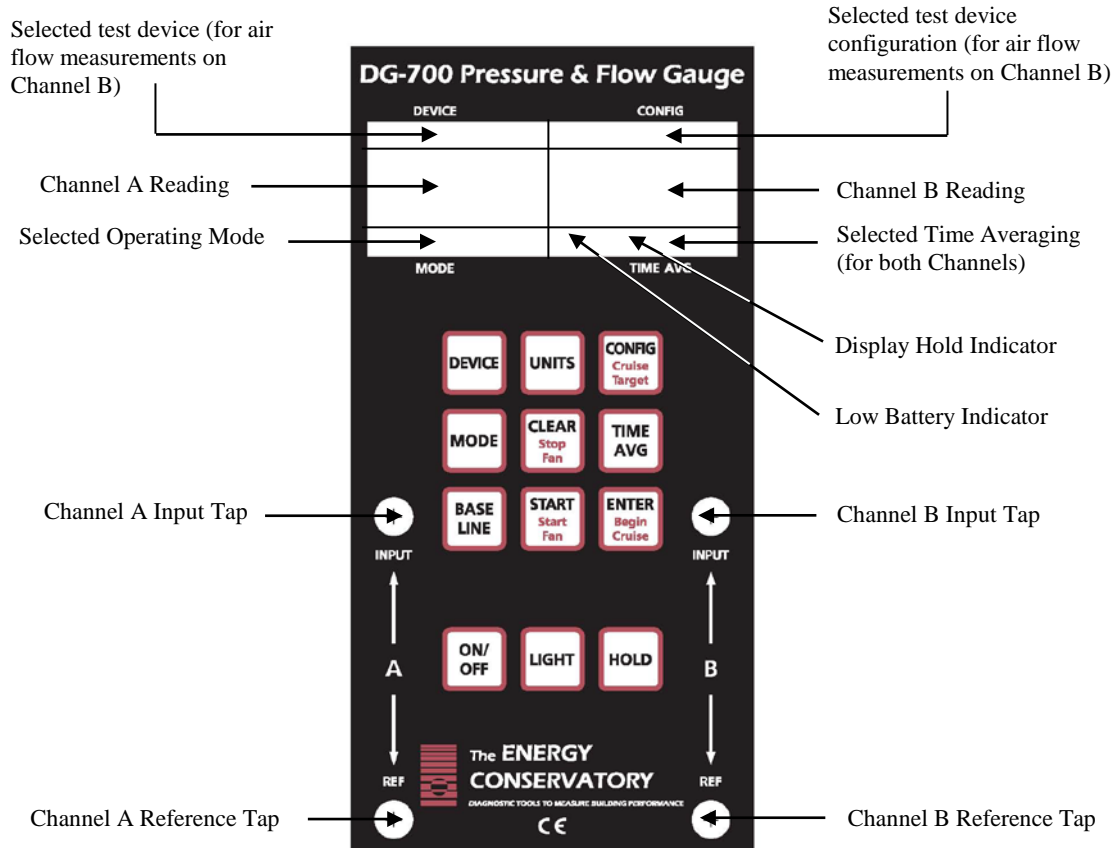 Selected test device (for air
flow measurements on
Channel B)
Selected test device
configuration (for air flow
measurements on Channel B)
DG-700 Pressure & Flow Gauge
DEVICE
CONFIG
Channel A Reading
Channel B Reading
Selected Operating Mode
Selected Time Averaging
(for both Channels)
MODE
TIME AVG
Display Hold Indicator
Low Battery Indicator
DEVICE
UNITS
CONFIG
Cruise
Target
MODE
CLEAR
Stop
Fan
TIME
AVG
BASE
LINE
START
Start
Fan
ENTER
Begin
Cruise
Channel A Input Tap
Channel B Input Tap
INPUT
INPUT
A
B
ON/
OFF
LIGHT
HOLD
REF
REF
The ENERGY
CONSERVATORY
DIAGNOSTIC TOOLS TO MEASURE BUILDING PERFORMANCE
CE
Channel A Reference Tap
Channel B Reference Tap